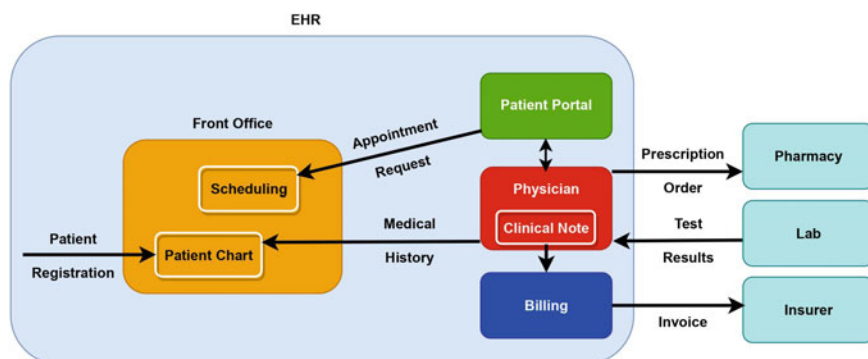 EHR
Front Office
Patient Portal
Appointment
Request
Scheduling
Prescription
Order
Pharmacy
Physician
Clinical Note
Medical
History
Test
Results
Lab
Patient
Registration
Patient Chart
Billing
Invoice
Insurer